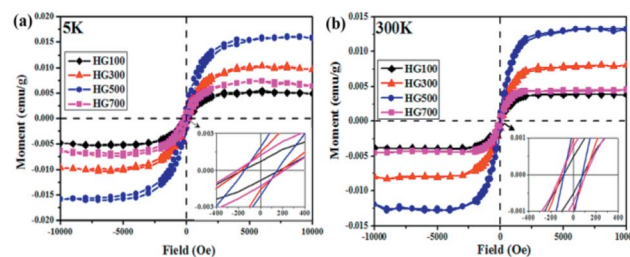 (a)
5K
Moment (emu/g)
0.020
0.015
0.010
0.005
0.000
-0.005
-0.010
-0.015
-0.020
HG100
HG300
HG500
HG700
0.003
0.000
-0.003
-400 -200 0 200 400
-10000 -5000 0 5000 10000
Field (Oe)
(b)
300K
Moment (emu/g)
0.015
0.010
0.005
0.000
-0.005
-0.010
-0.015
HG100
HG300
HG500
HG700
0.001
0.000
-0.001
-400 -200 0 200 400
-10000 -5000 0 5000 10000
Field (Oe)